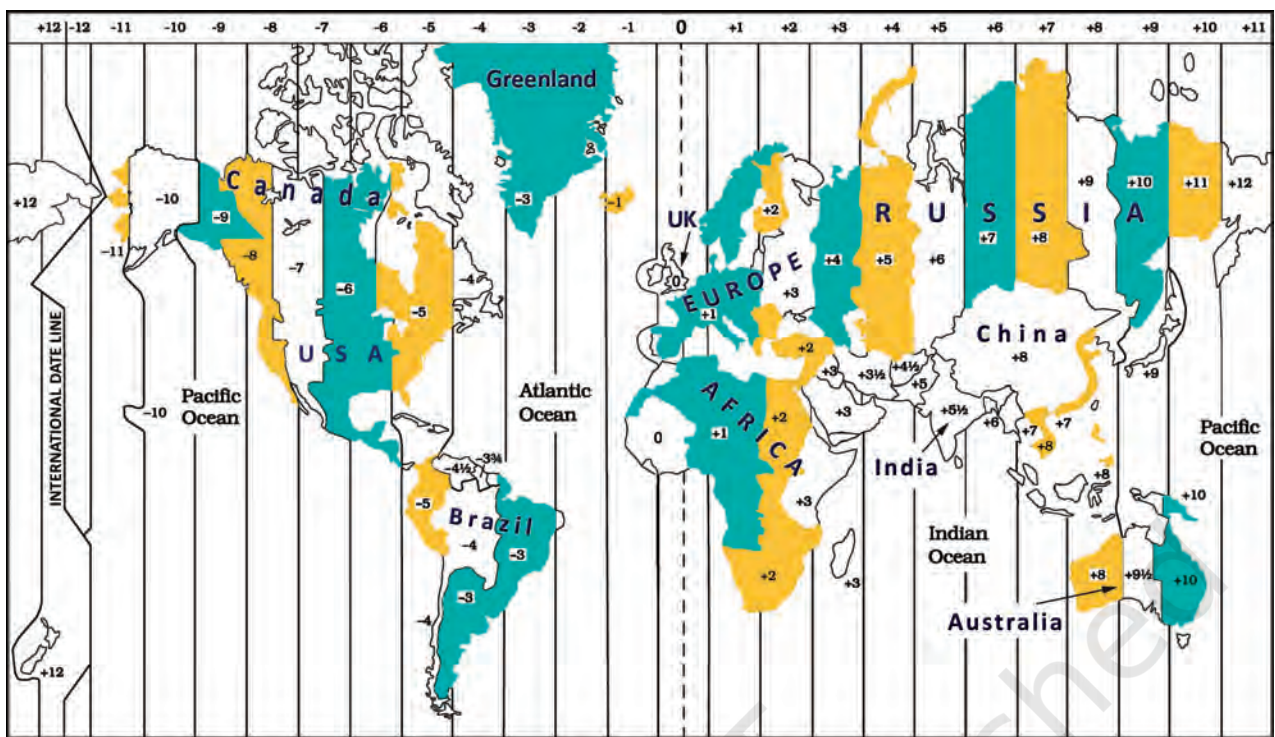 +12 -12 -11 -10 -9 -8 -7 -6 -5 -4 -3 -2 -1 0 +1 +2 +3 +4 +5 +6 +7 +8 +9 +10 +11
Greenland
Canada
RUSSIA
+12
-10
-9
-3
-1
+2
+9
+10
+11
+12
UK
-11
-8
-7
-6
-5
-4
0
EUROPE
+1
+3
+4
+5
+6
+7
+8
USA
China
+8
+2
+3
+3½
+4½
+5
+9
INTERNATIONAL DATE LINE
Pacific
Ocean
-10
Atlantic
Ocean
AFRICA
0
+1
+2
+3
+5½
+6
+7
+8
+7
India
Pacific
Ocean
-4½
-3¾
-5
Brazil
-4
-3
+3
+8
+10
Indian
Ocean
-3
-4
+2
+3
+8
+9½
+10
Australia
+12